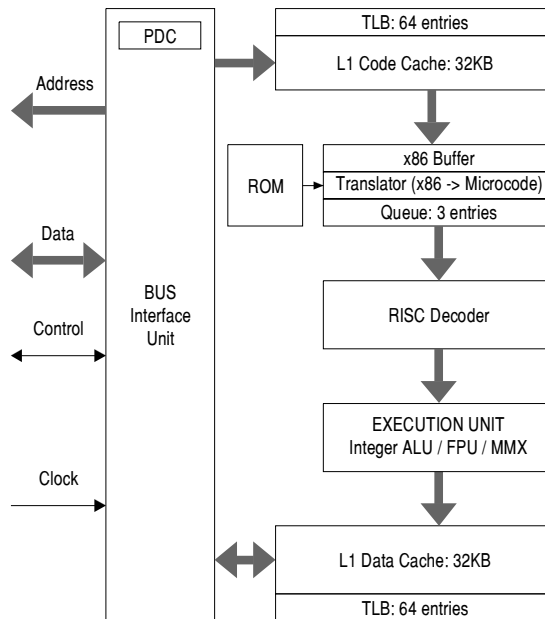 PDC
Address
Data
Control
Clock
BUS
Interface
Unit
TLB: 64 entries
L1 Code Cache: 32KB
ROM
x86 Buffer
Translator (x86 -> Microcode)
Queue: 3 entries
RISC Decoder
EXECUTION UNIT
Integer ALU / FPU / MMX
L1 Data Cache: 32KB
TLB: 64 entries